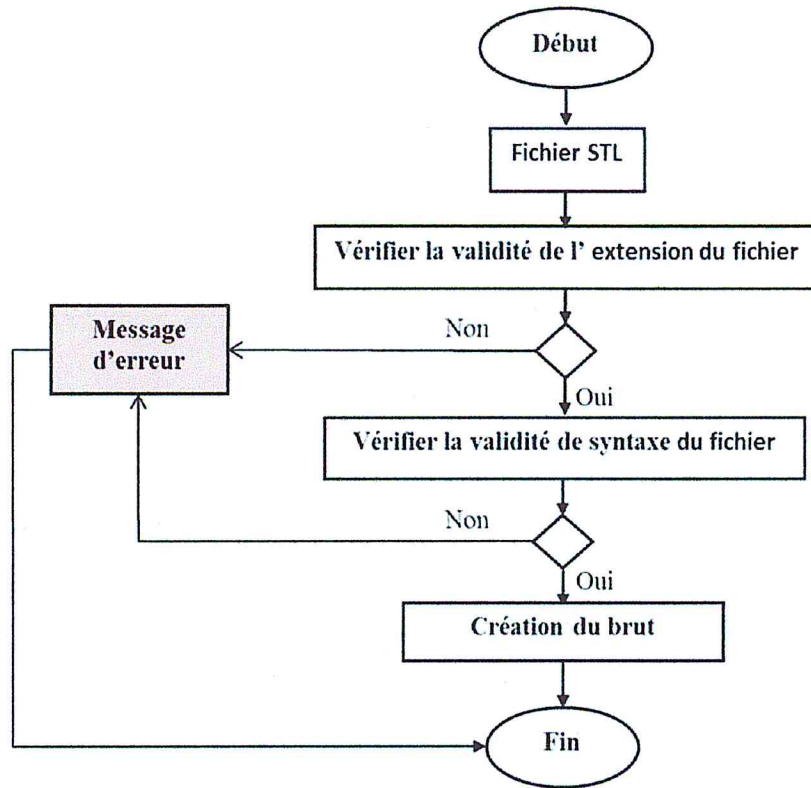 Début
Fichier STL
Vérifier la validité de l’ extension du fichier
Message
d’erreur
Non
Oui
Vérifier la validité de syntaxe du fichier
Non
Oui
Création du brut
Fin